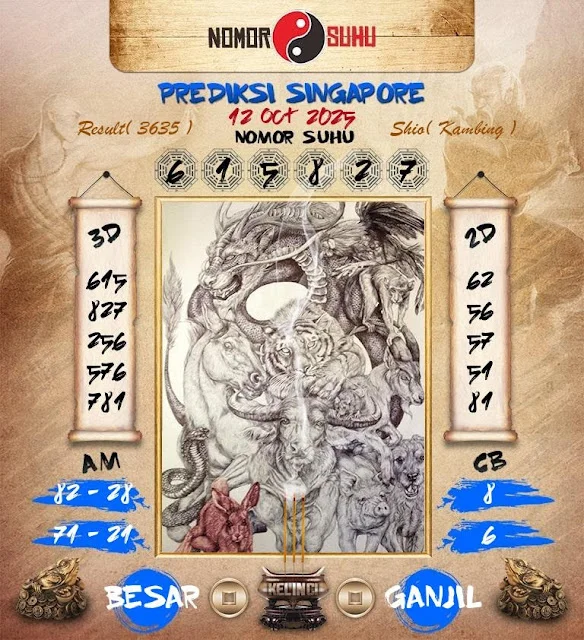 NOMOR SUHU
PREDIKSI SINGAPORE
12 OCT 2025
Result( 3635 )
NOMOR SUHU
Shio( Kambing )
6 1 5 8 2 7
3D
615
827
256
576
781
2D
62
56
57
51
81
AM
82 - 28
71 - 21
CB
8
6
BESAR
KELINCI
GANJIL